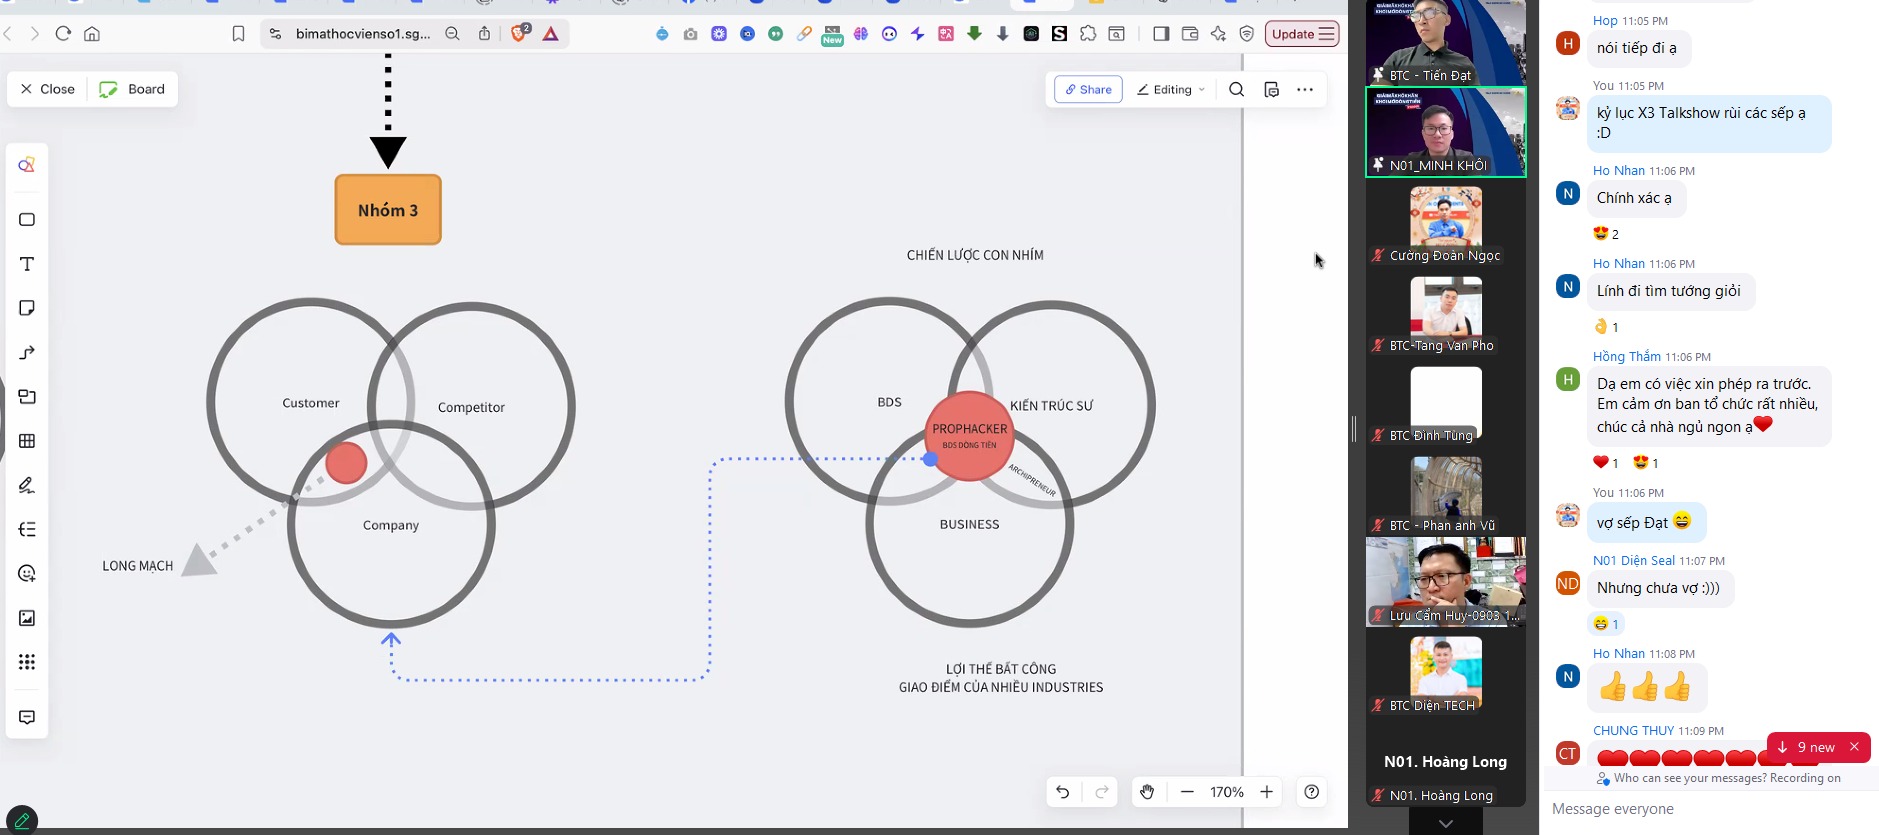 bimathocvienso1.sg...
2
New
Update
Close
Board
Share
Editing
Nhóm 3
Customer
Competitor
Company
LONG MẠCH
CHIẾN LƯỢC CON NHÍM
BDS
KIẾN TRÚC SƯ
PROPHACKER
BDS DÒNG TIỀN
ARCHIPRENEUR
BUSINESS
LỢI THẾ BẤT CÔNG
GIAO ĐIỂM CỦA NHIỀU INDUSTRIES
170%
BTC - Tiến Đạt
N01_MINH KHÔI
Cường Đoàn Ngọc
BTC-Tang Van Pho
BTC Đình Tùng
BTC - Phan anh Vũ
Lưu Cẩm Huy-0903 1...
BTC Diện TECH
N01. Hoàng Long
N01. Hoàng Long
Hop 11:05 PM
H
nói tiếp đi ạ
You 11:05 PM
kỷ lục X3 Talkshow rùi các sếp ạ
:D
Ho Nhan 11:06 PM
N
Chính xác ạ
😍 2
Ho Nhan 11:06 PM
N
Lính đi tìm tướng giỏi
👌 1
Hồng Thắm 11:06 PM
H
Dạ em có việc xin phép ra trước.
Em cảm ơn ban tổ chức rất nhiều,
chúc cả nhà ngủ ngon ạ❤️
❤️ 1 😍 1
You 11:06 PM
vợ sếp Đạt 😄
N01 Diện Seal 11:07 PM
ND
Nhưng chưa vợ :)))
😄 1
Ho Nhan 11:08 PM
N
👍👍👍
CHUNG THUY 11:09 PM
CT
9 new
Who can see your messages? Recording on
Message everyone